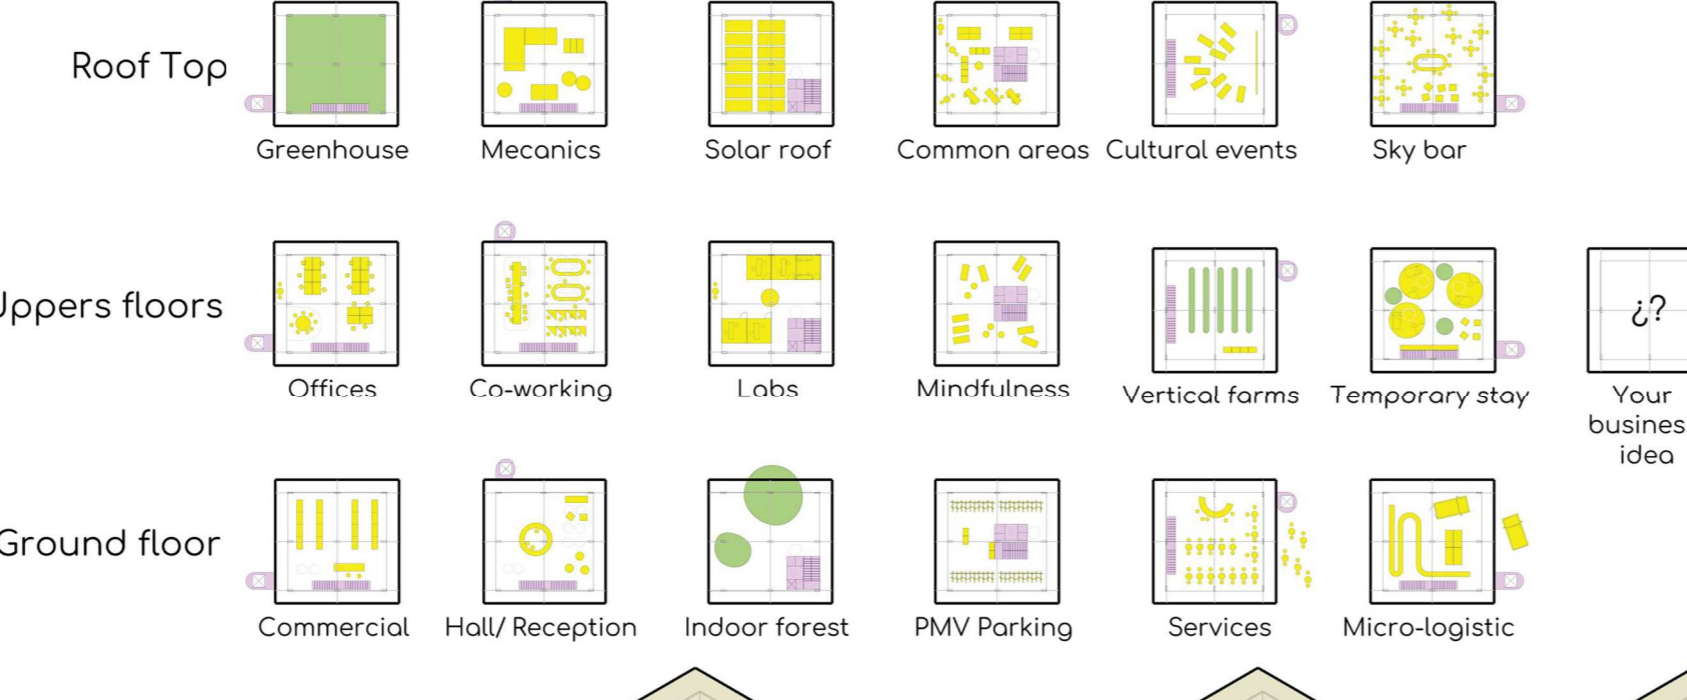 Roof Top
Greenhouse
Mecanics
Solar roof
Common areas
Cultural events
Sky bar
Uppers floors
Offices
Co-working
Labs
Mindfulness
Vertical farms
Temporary stay
¿?
Your
busines
idea
Ground floor
Commercial
Hall/ Reception
Indoor forest
PMV Parking
Services
Micro-logistic